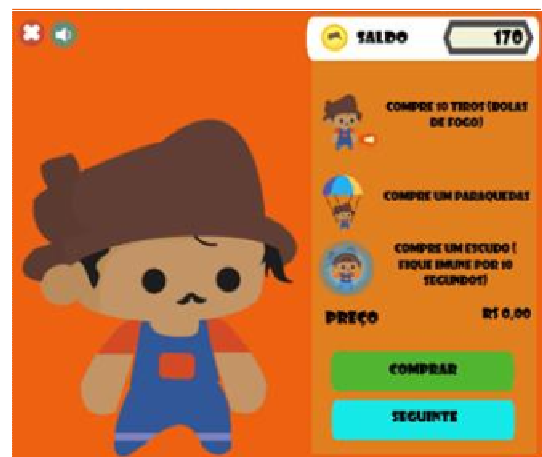 SALDO 170
COMPRE 10 TIROS (BOLAS
DE FOGO)
COMPRE UM PARAQUEDAS
COMPRE UM ESCUDO (
FIQUE IMUNE POR 10
SEGUNDOS)
PREÇO R$ 0,00
COMPRAR
SEGUINTE